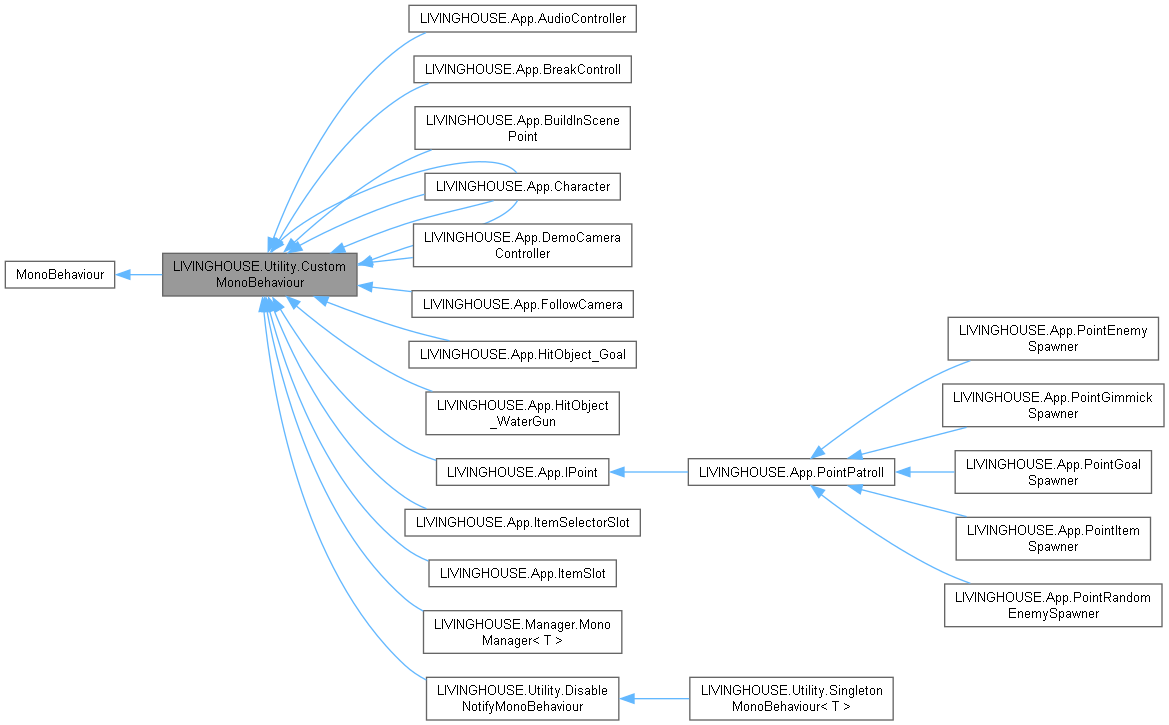 LIVINGHOUSE.App.AudioController
LIVINGHOUSE.App.BreakControll
LIVINGHOUSE.App.BuildInScene
Point
LIVINGHOUSE.App.Character
LIVINGHOUSE.App.DemoCamera
Controller
MonoBehaviour
LIVINGHOUSE.Utility.Custom
MonoBehaviour
LIVINGHOUSE.App.FollowCamera
LIVINGHOUSE.App.HitObject_Goal
LIVINGHOUSE.App.HitObject
_WaterGun
LIVINGHOUSE.App.IPoint
LIVINGHOUSE.App.PointPatroll
LIVINGHOUSE.App.PointEnemy
Spawner
LIVINGHOUSE.App.PointGimmick
Spawner
LIVINGHOUSE.App.PointGoal
Spawner
LIVINGHOUSE.App.PointItem
Spawner
LIVINGHOUSE.App.PointRandom
EnemySpawner
LIVINGHOUSE.App.ItemSelectorSlot
LIVINGHOUSE.App.ItemSlot
LIVINGHOUSE.Manager.Mono
Manager< T >
LIVINGHOUSE.Utility.Disable
NotifyMonoBehaviour
LIVINGHOUSE.Utility.Singleton
MonoBehaviour< T >